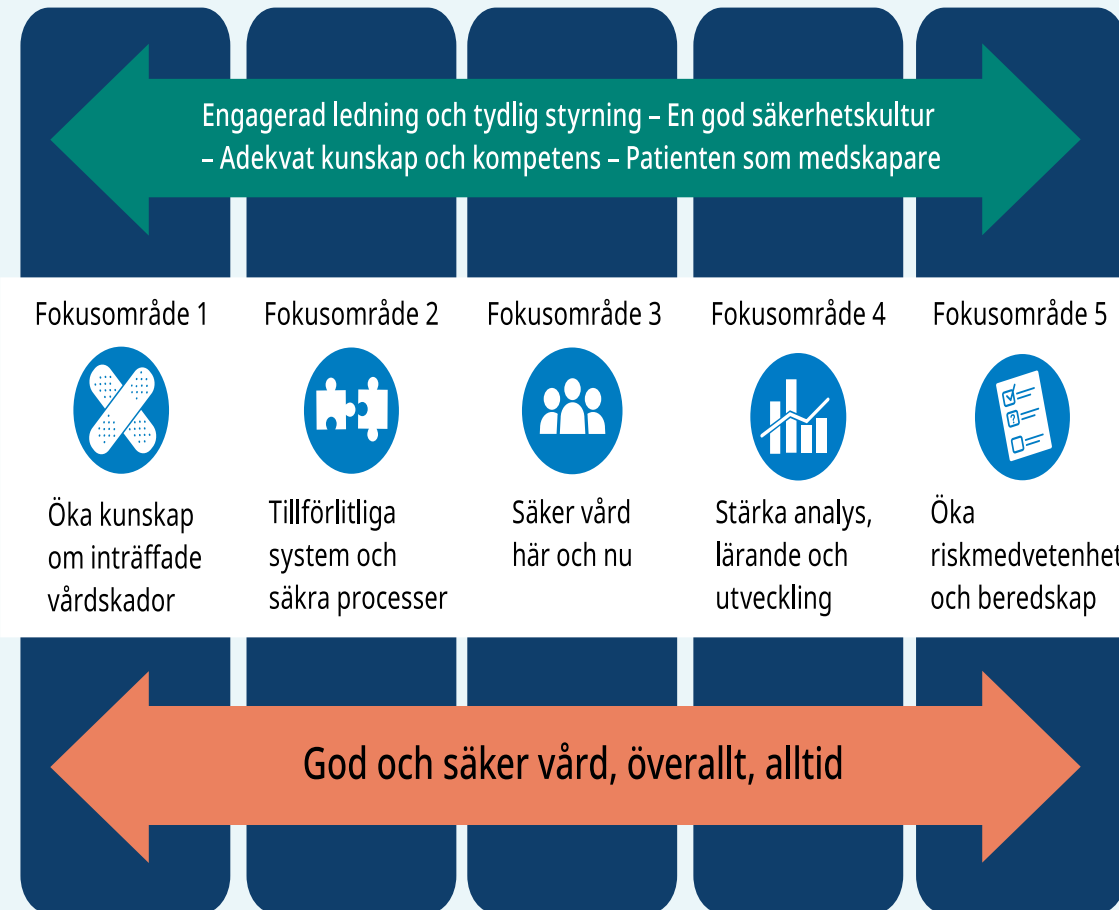 Engagerad ledning och tydlig styrning – En god säkerhetskultur
– Adekvat kunskap och kompetens – Patienten som medskapare
Fokusområde 1
Öka kunskap
om inträffade
vårdskador
Fokusområde 2
Tillförlitliga
system och
säkra processer
Fokusområde 3
Säker vård
här och nu
Fokusområde 4
Stärka analys,
lärande och
utveckling
Fokusområde 5
Öka
riskmedvetenhet
och beredskap
God och säker vård, överallt, alltid